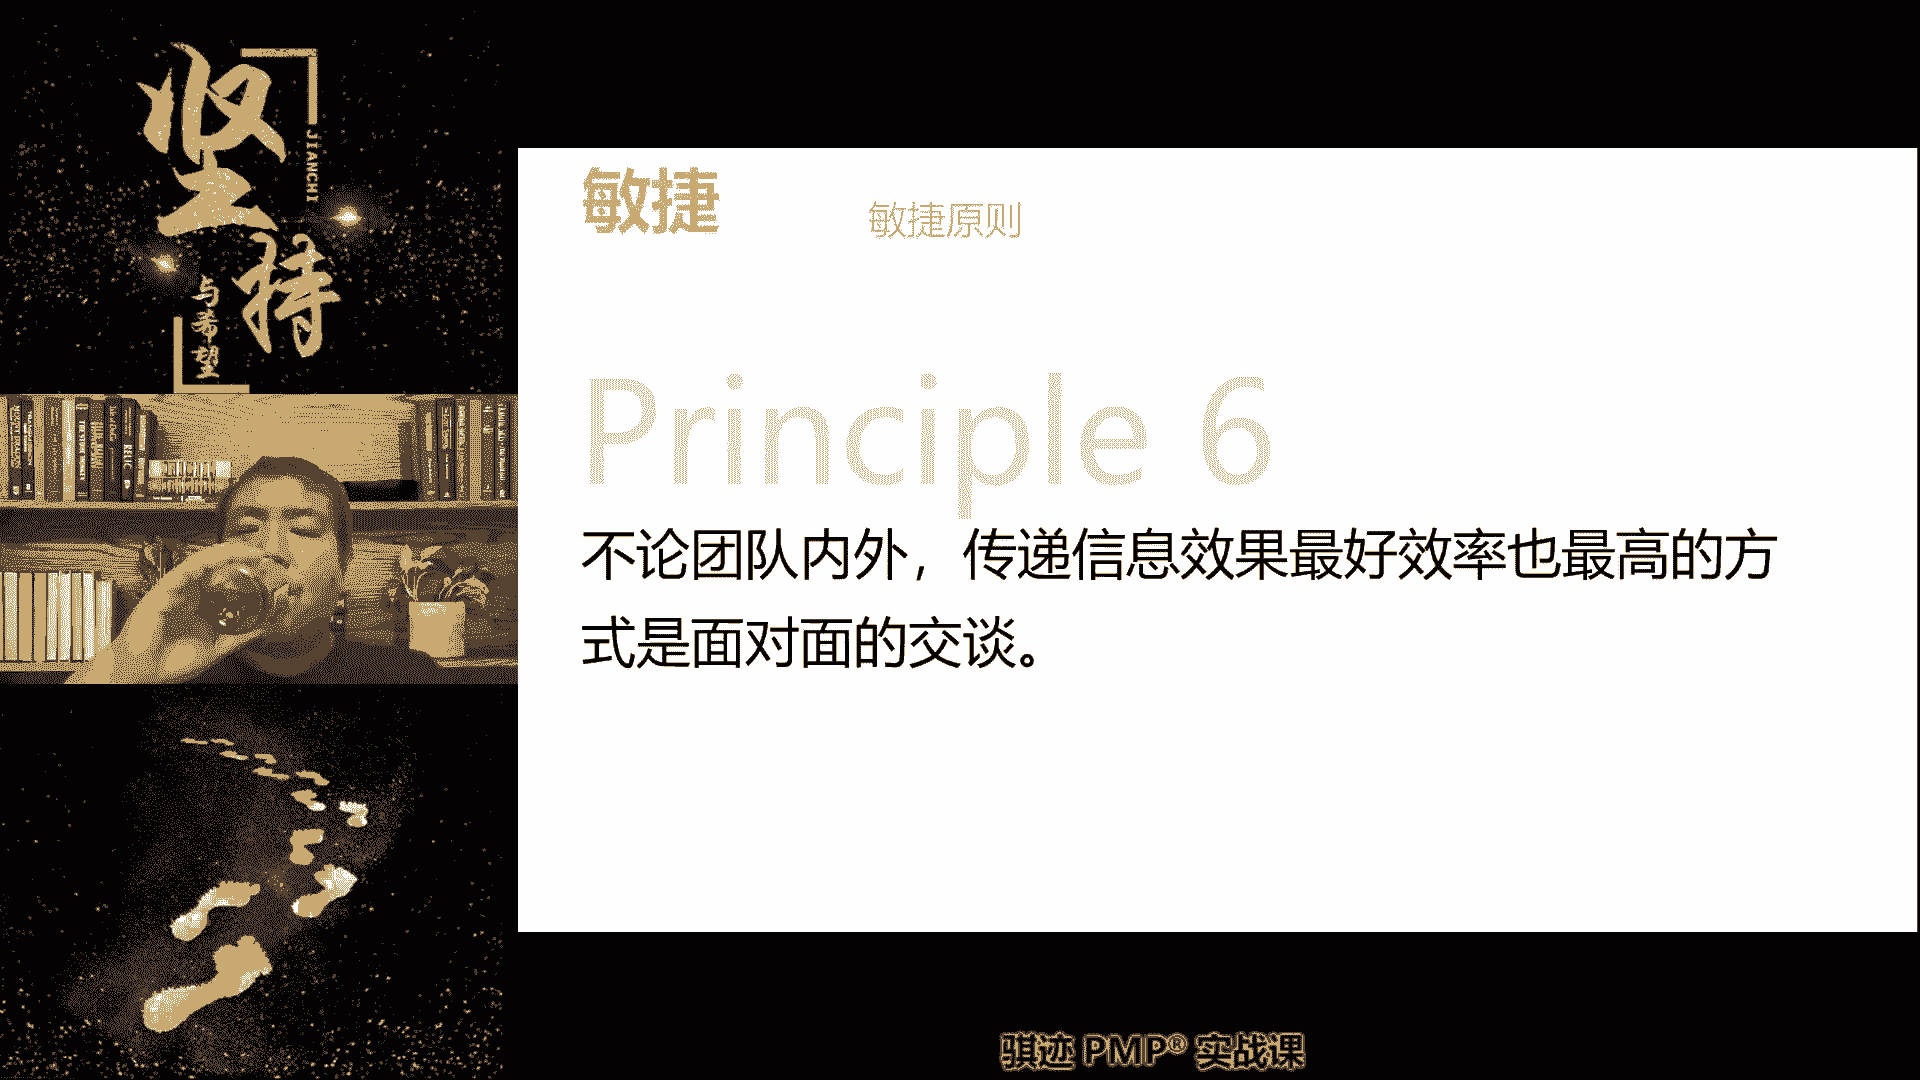 坚持
JIANCHI
与希望
敏捷
敏捷原则
Principle 6
不论团队内外，传递信息效果最好效率也最高的方
式是面对面的交谈。
骐迹 PMP® 实战课